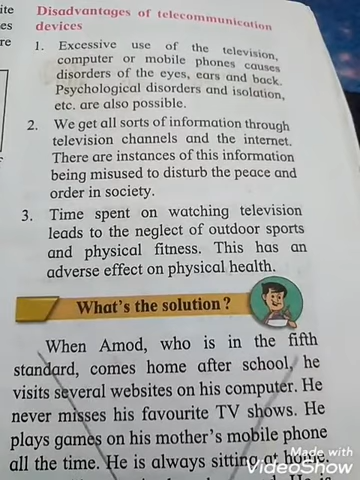 ite
es
re
Disadvantages of telecommunication
devices
1. Excessive use of the television,
computer or mobile phones causes
disorders of the eyes, ears and back.
Psychological disorders and isolation,
etc. are also possible.
2. We get all sorts of information through
television channels and the internet.
There are instances of this information
being misused to disturb the peace and
order in society.
3. Time spent on watching television
leads to the neglect of outdoor sports
and physical fitness. This has an
adverse effect on physical health.
What's the solution ?
When Amod, who is in the fifth
standard, comes home after school, he
visits several websites on his computer. He
never misses his favourite TV shows. He
plays games on his mother's mobile phone
all the time. He is always sitting at home.
Made with
VideoShow